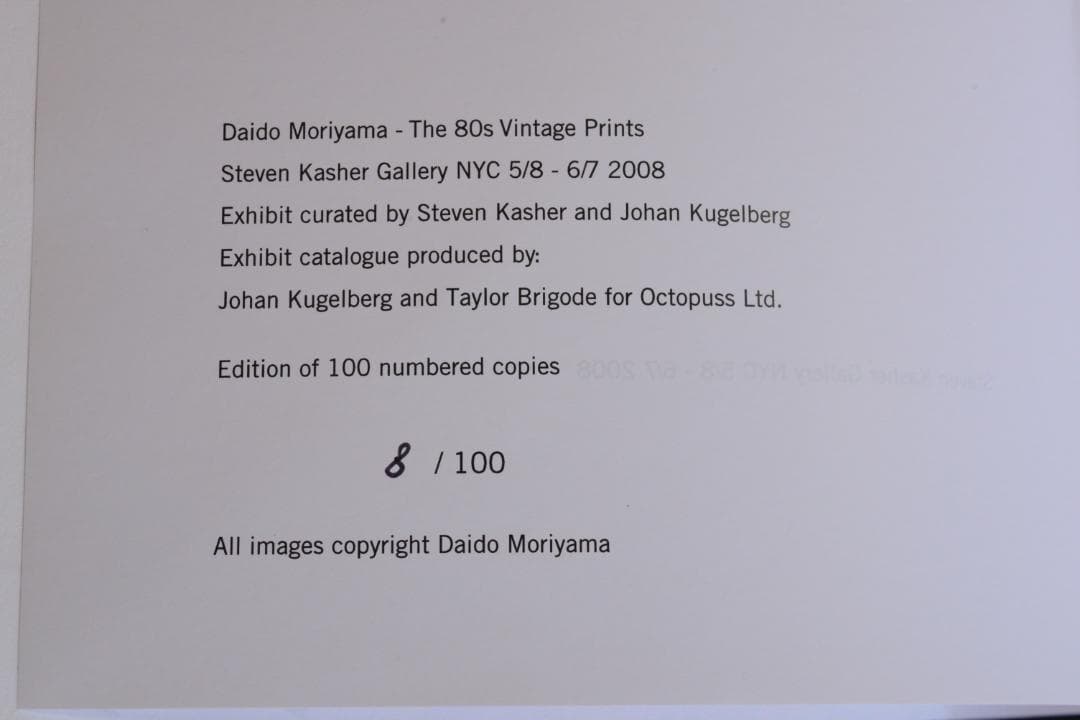 Daido Moriyama - The 80s Vintage Prints
Steven Kasher Gallery NYC 5/8 - 6/7 2008
Exhibit curated by Steven Kasher and Johan Kugelberg
Exhibit catalogue produced by:
Johan Kugelberg and Taylor Brigode for Octopuss Ltd.
Edition of 100 numbered copies
8 / 100
All images copyright Daido Moriyama